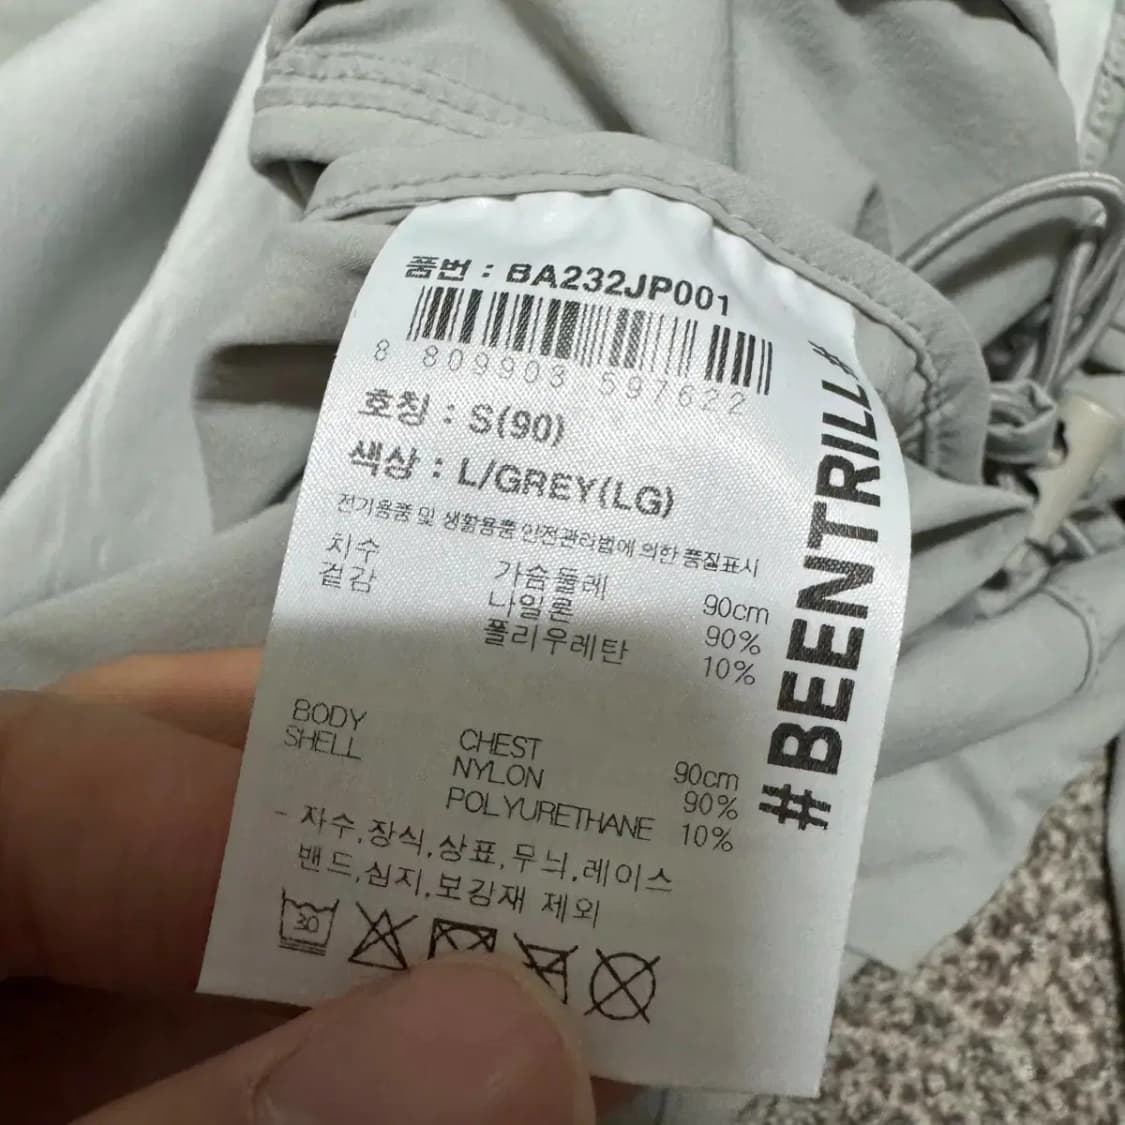 품번 : BA232JP001
8 809903 597622
호칭 : S(90)
색상 : L/GREY(LG)
전기용품 및 생활용품 안전관리법에 의한 품질표시
치수 가슴둘레 90cm
겉감 나일론 90%
폴리우레탄 10%
BODY CHEST 90cm
SHELL NYLON 90%
POLYURETHANE 10%
- 자수,장식,상표,무늬,레이스
밴드,심지,보강재 제외
30
#BEENTRILL#